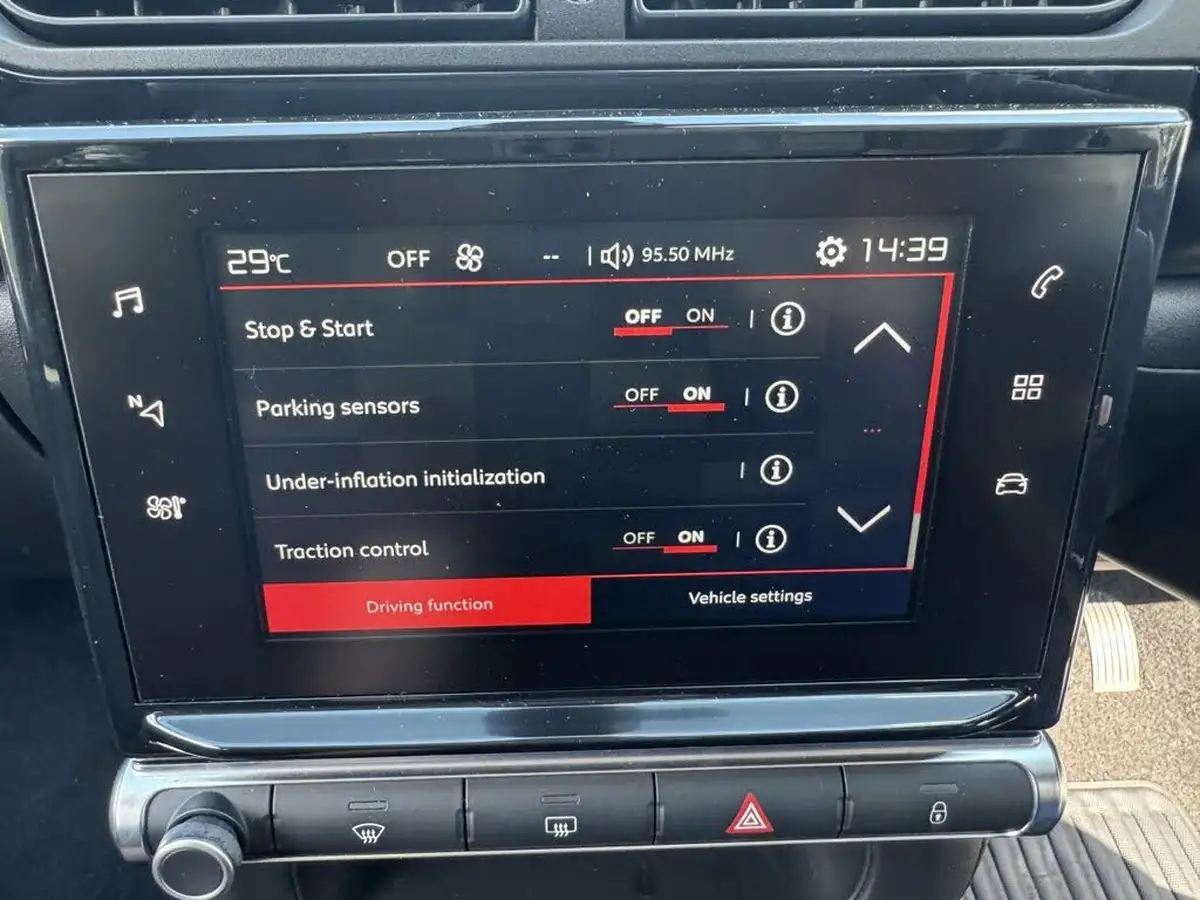 29°C OFF -- | 95.50 MHz 14:39
Stop & Start OFF ON
Parking sensors OFF ON
Under-inflation initialization
Traction control OFF ON
Driving function Vehicle settings
N